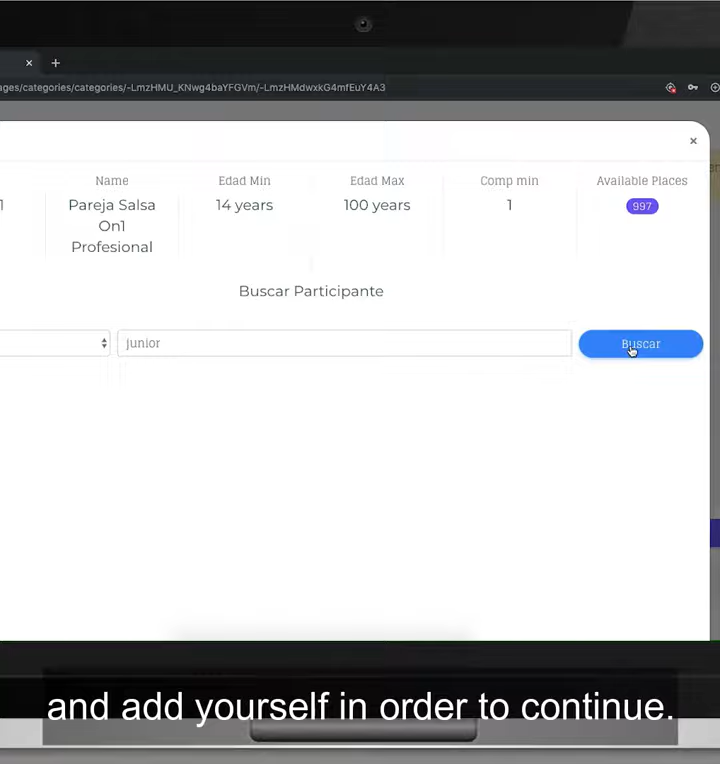 ages/categories/categories/-LmzHMU_KNwg4baYFGVm/-LmzHMdwxkG4mfEuY4A3
Name
Edad Min
Edad Max
Comp min
Available Places
1
Pareja Salsa
On1
Profesional
14 years
100 years
1
997
Buscar Participante
junior
Buscar
and add yourself in order to continue.